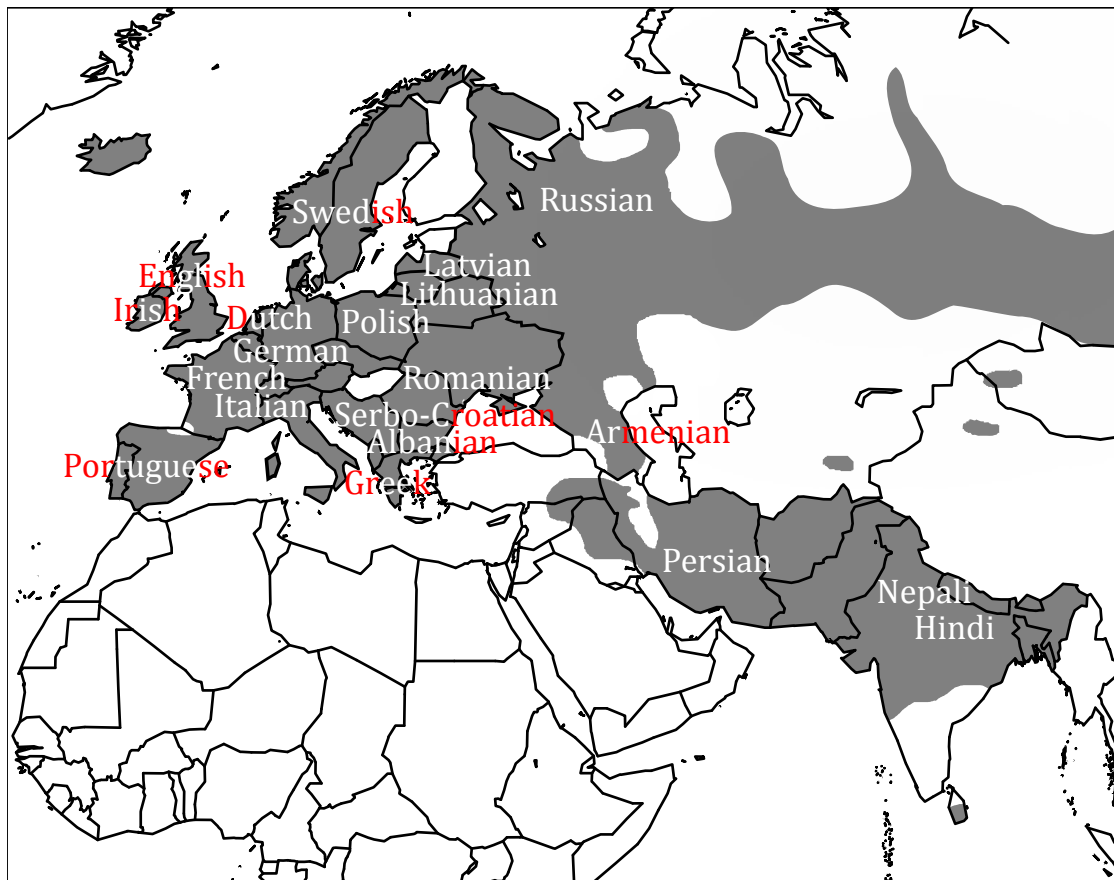 Russian
Swedish
Latvian
English
Lithuanian
Irish
Dutch
Polish
German
French
Romanian
Italian
Serbo-Croatian
Armenian
Albanian
Portuguese
Greek
Persian
Nepali
Hindi